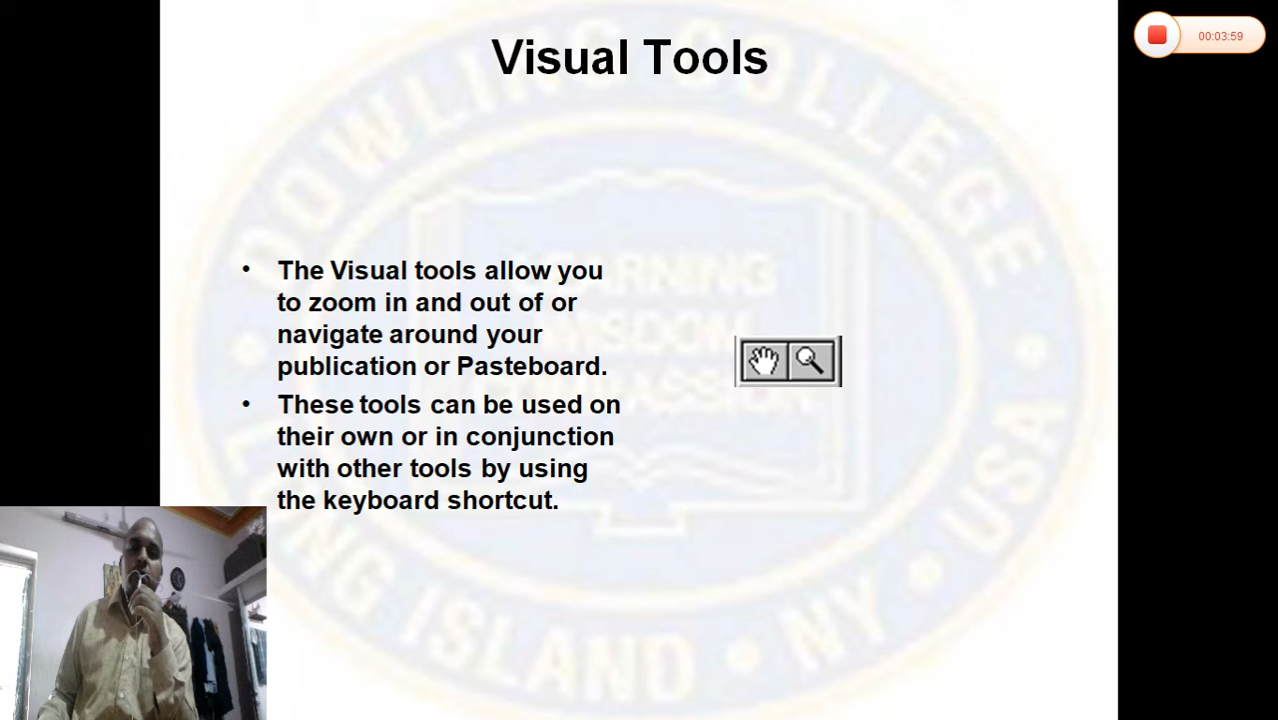 Visual Tools
00:03:59
• The Visual tools allow you
to zoom in and out of or
navigate around your
publication or Pasteboard.
• These tools can be used on
their own or in conjunction
with other tools by using
the keyboard shortcut.
DOWLING COLLEGE
LEARNING
WISDOM
COMPASSION
LONG ISLAND • NY • USA